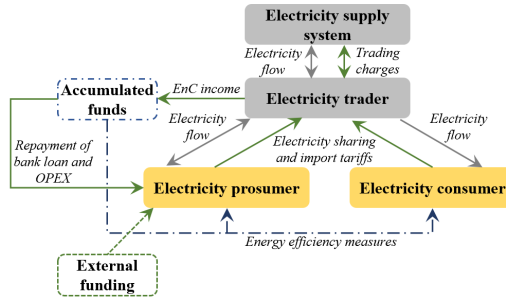 Electricity supply
system
Electricity
flow
Trading
charges
EnC income
Accumulated
funds
Electricity trader
Electricity
flow
Electricity
flow
Electricity sharing
and import tariffs
Repayment of
bank loan and
OPEX
Electricity prosumer
Electricity consumer
Energy efficiency measures
External
funding